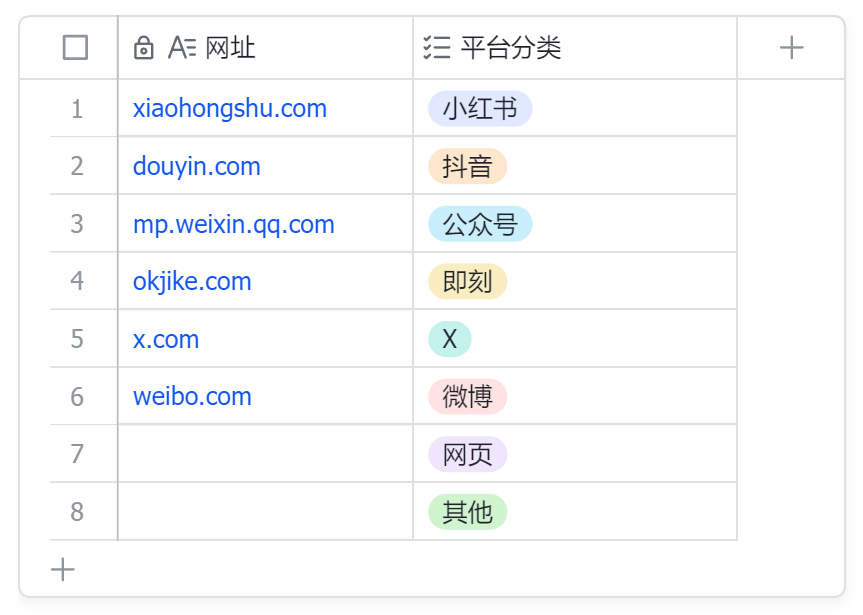 网址 平台分类
1 xiaohongshu.com 小红书
2 douyin.com 抖音
3 mp.weixin.qq.com 公众号
4 okjike.com 即刻
5 x.com X
6 weibo.com 微博
7 网页
8 其他